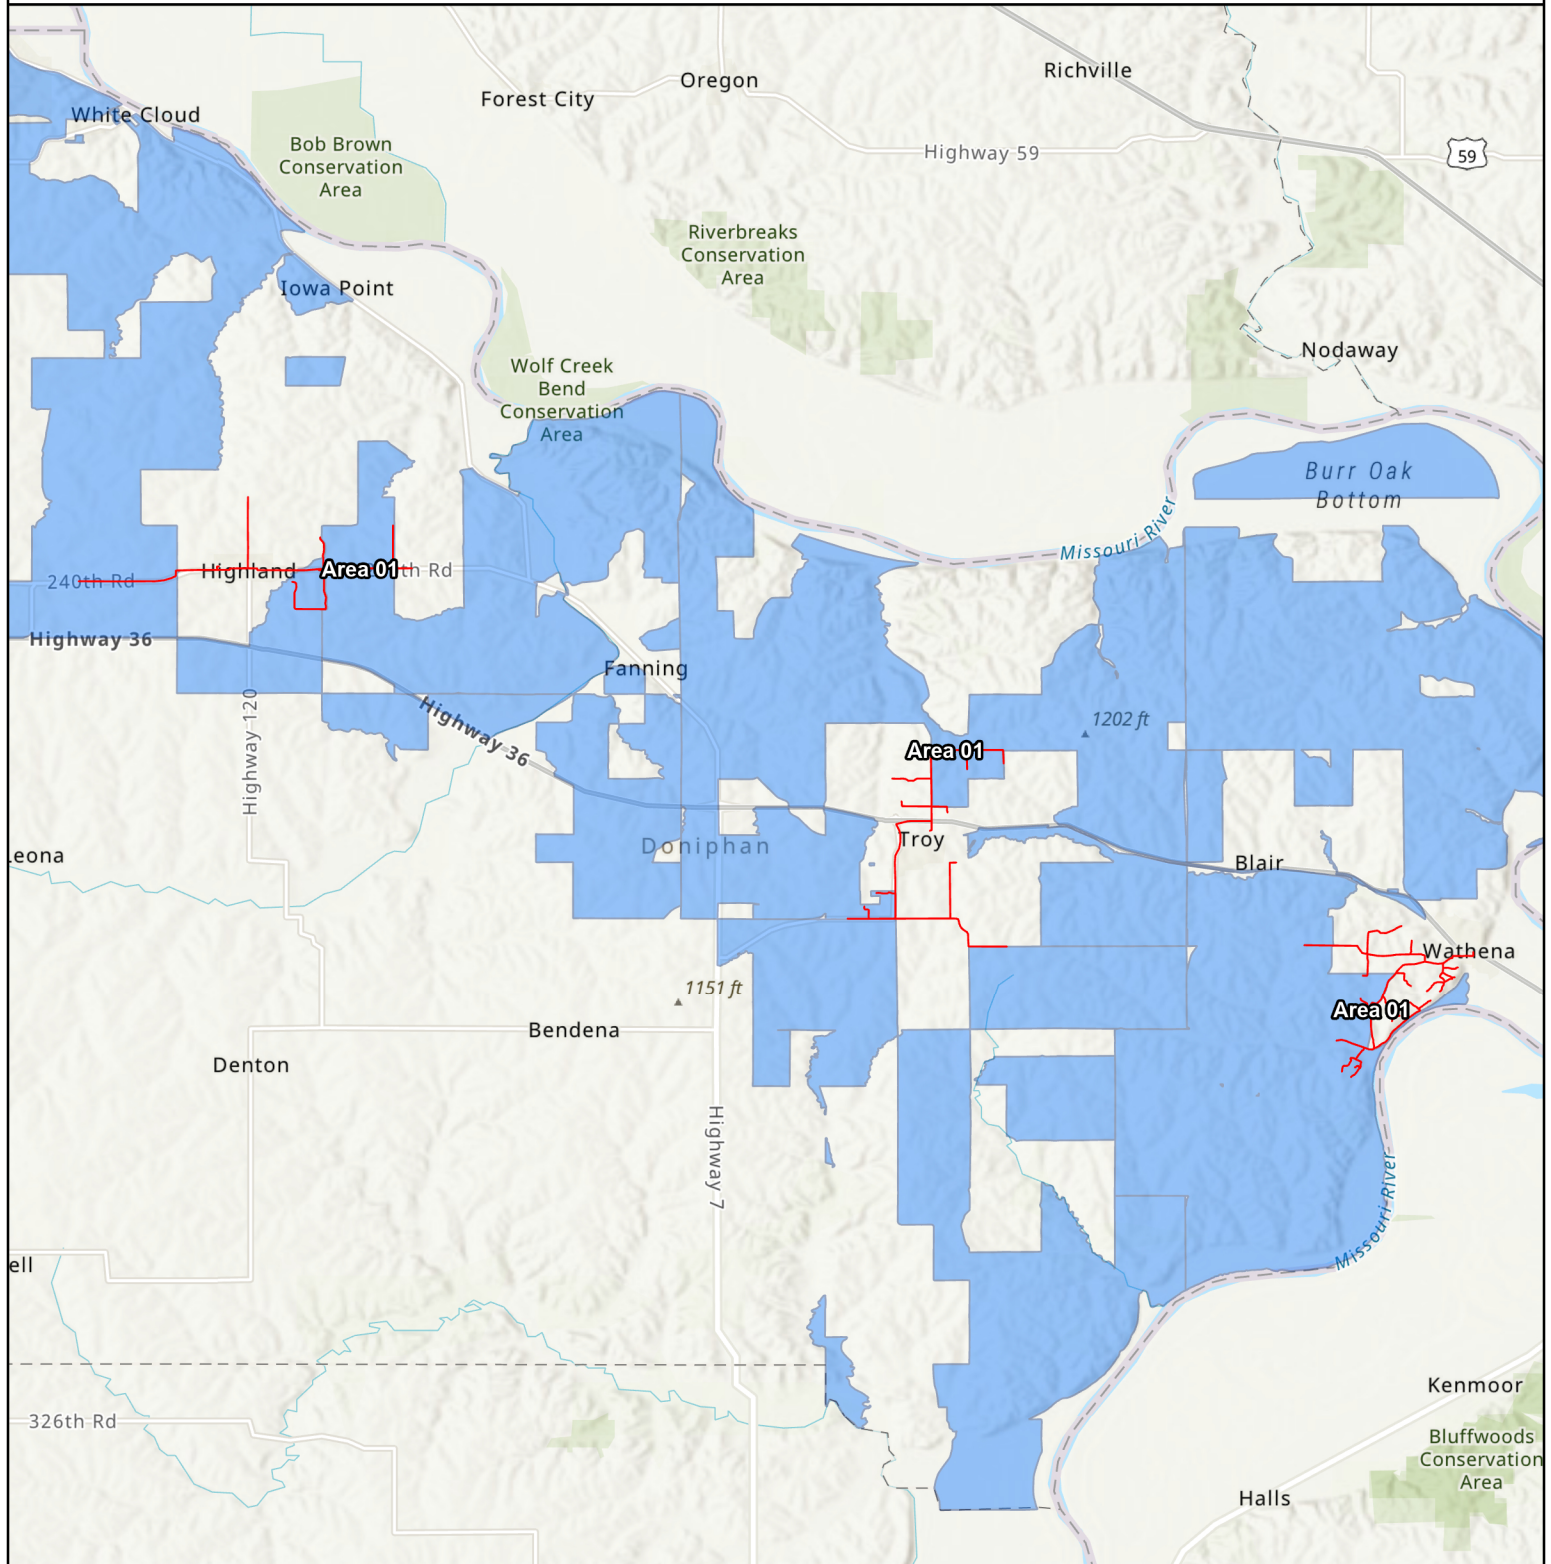 Richville
Oregon
Forest City
White Cloud
Bob Brown
Conservation
Area
Highway 59
59
Riverbreaks
Conservation
Area
Iowa Point
Nodaway
Wolf Creek
Bend
Conservation
Area
Burr Oak
Bottom
Missouri River
Highland
Area 01
th Rd
240th Rd
Highway 36
Fanning
Highway 120
Highway 36
1202 ft
Area 01
Troy
Doniphan
eona
Blair
Wathena
1151 ft
Area 01
Bendena
Denton
Highway 7
Missouri River
ell
Kenmoor
326th Rd
Bluffwoods
Conservation
Area
Halls